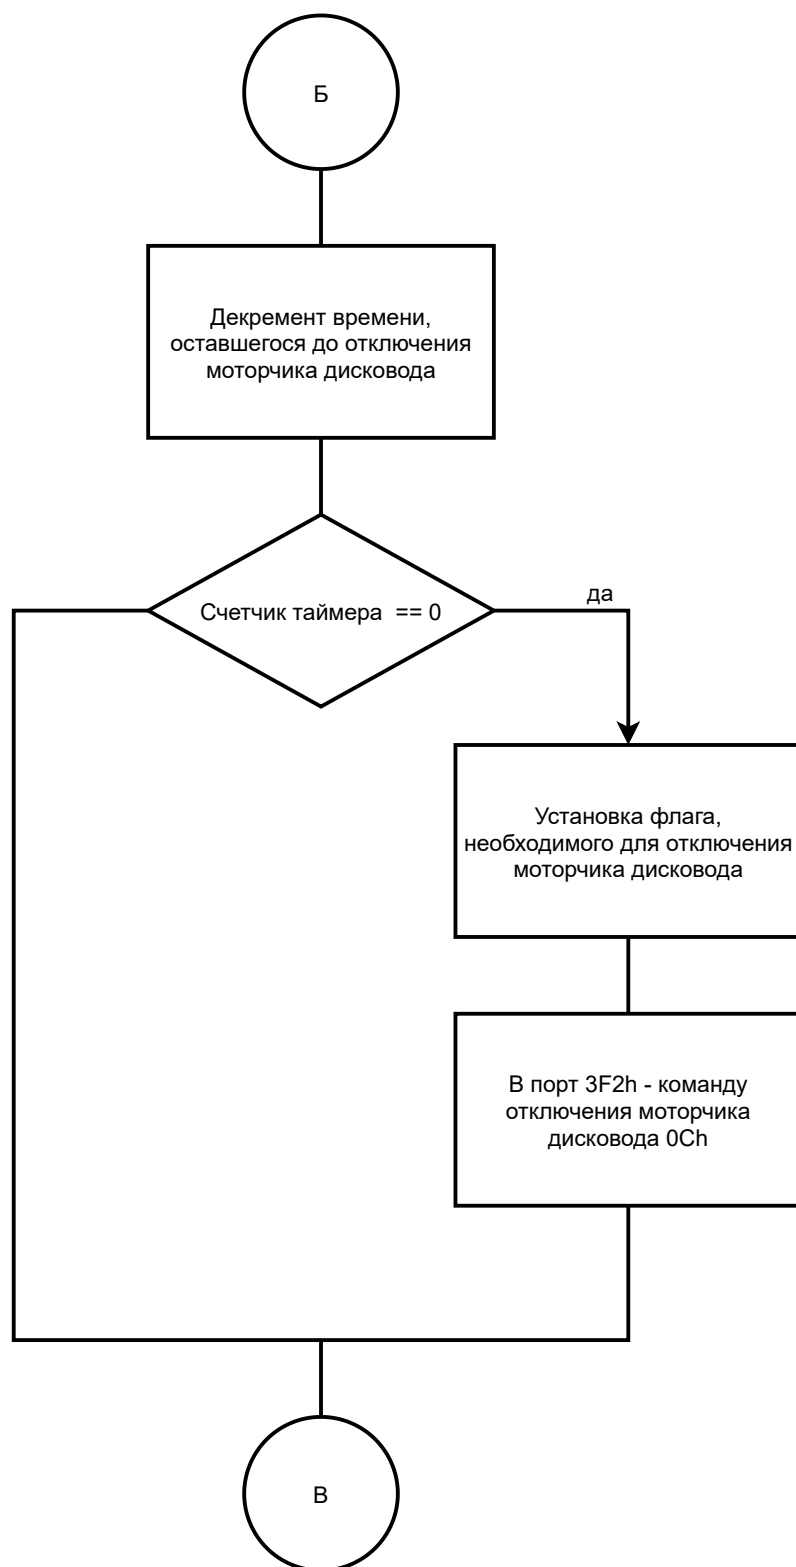 Б
Декремент времени,
оставшегося до отключения
моторчика дисковода
Счетчик таймера  == 0
да
Установка флага,
необходимого для отключения
моторчика дисковода
В порт 3F2h - команду
отключения моторчика
дисковода 0Ch
В